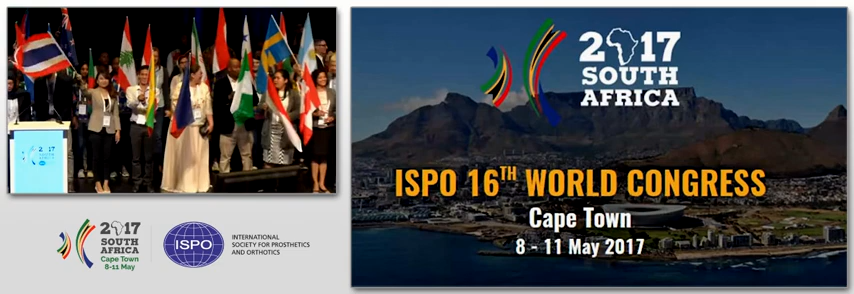 2017
2017
SOUTH
AFRICA
Cape Town
8-11 May
ISPO
INTERNATIONAL
SOCIETY FOR PROSTHETICS
AND ORTHOTICS
2017
SOUTH
AFRICA
ISPO 16TH WORLD CONGRESS
Cape Town
8 - 11 May 2017